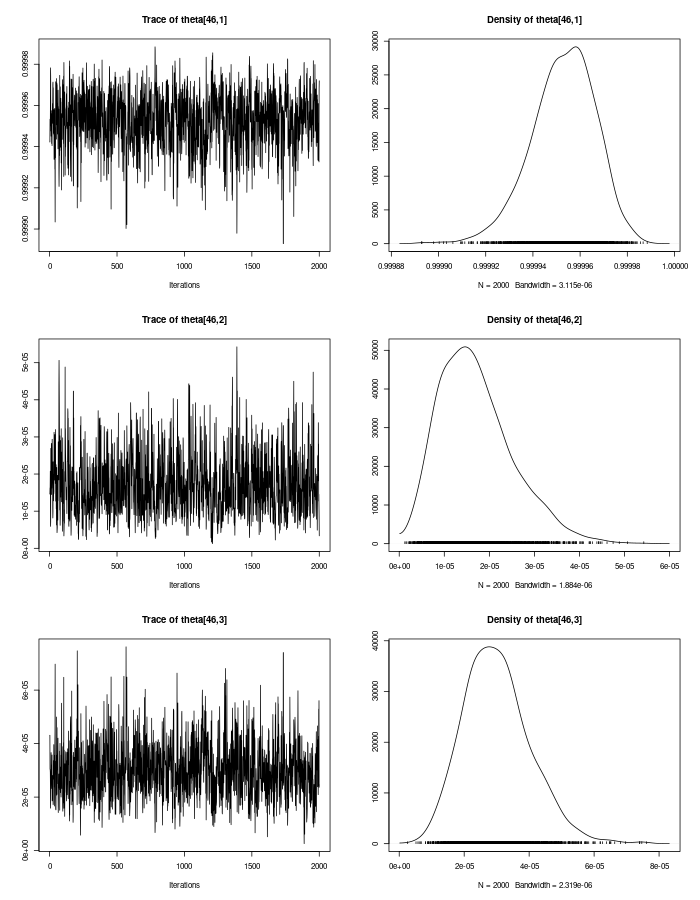 Trace of theta[46,1]
0.99990 0.99992 0.99994 0.99996 0.99998
0 500 1000 1500 2000
Iterations
Density of theta[46,1]
0 5000 10000 15000 20000 25000 30000
0.99988 0.99990 0.99992 0.99994 0.99996 0.99998 1.00000
N = 2000 Bandwidth = 3.115e-06
Trace of theta[46,2]
0e+00 1e-05 2e-05 3e-05 4e-05 5e-05
0 500 1000 1500 2000
Iterations
Density of theta[46,2]
0 10000 20000 30000 40000 50000
0e+00 1e-05 2e-05 3e-05 4e-05 5e-05 6e-05
N = 2000 Bandwidth = 1.884e-06
Trace of theta[46,3]
0e+00 2e-05 4e-05 6e-05
0 500 1000 1500 2000
Iterations
Density of theta[46,3]
0 10000 20000 30000 40000
0e+00 2e-05 4e-05 6e-05 8e-05
N = 2000 Bandwidth = 2.319e-06